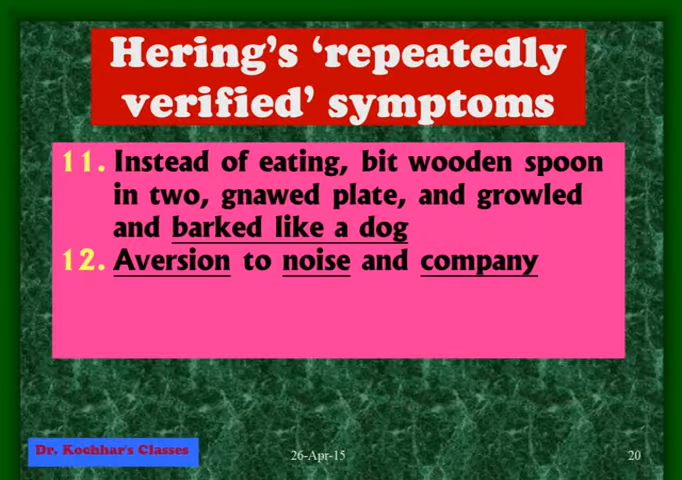 Hering's 'repeatedly
verified' symptoms
11. Instead of eating, bit wooden spoon
in two, gnawed plate, and growled
and barked like a dog
12. Aversion to noise and company
Dr. Kochhar's Classes
26-Apr-15
20